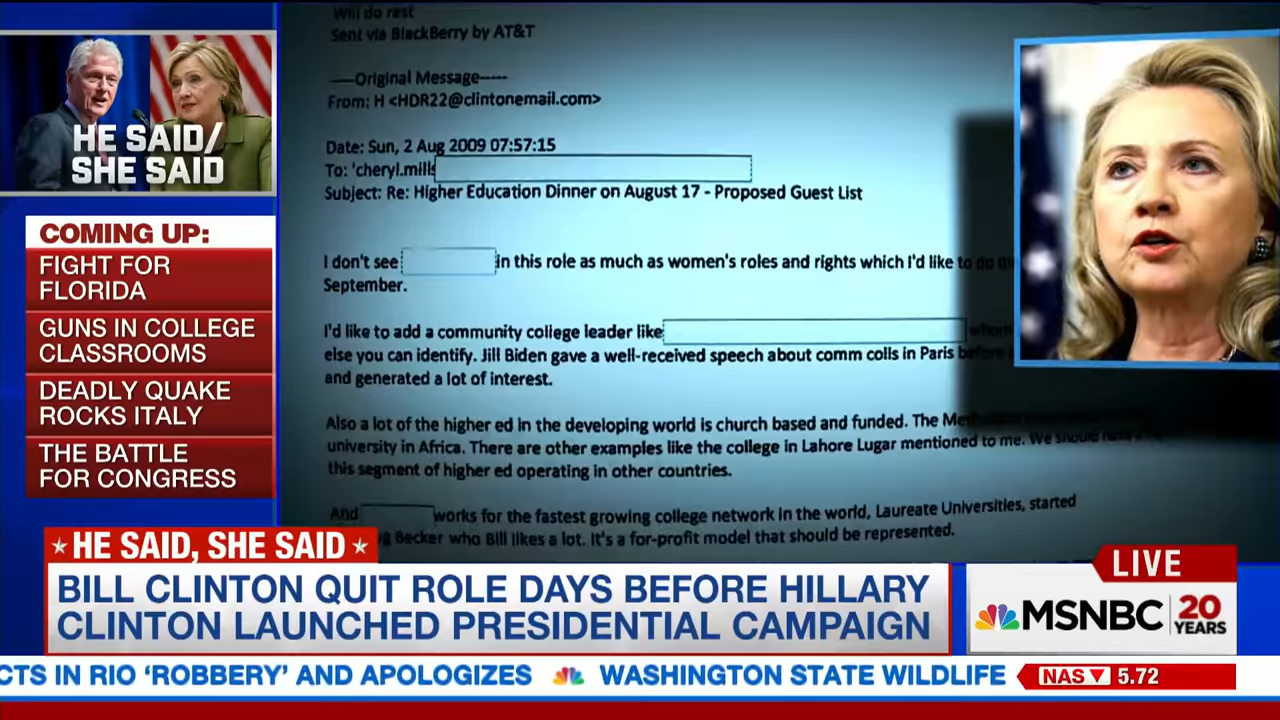 Will do rest
Sent via BlackBerry by AT&T
-----Original Message-----
From: H <HDR22@clintonemail.com>
Date: Sun, 2 Aug 2009 07:57:15
To: 'cheryl.mills
Subject: Re: Higher Education Dinner on August 17 - Proposed Guest List
I don't see in this role as much as women's roles and rights which I'd like to do
September.
I'd like to add a community college leader like whom
else you can identify. Jill Biden gave a well-received speech about comm colls in Paris before
and generated a lot of interest.
Also a lot of the higher ed in the developing world is church based and funded. The
university in Africa. There are other examples like the college in Lahore Lugar mentioned to me. We should
this segment of higher ed operating in other countries.
And works for the fastest growing college network in the world, Laureate Universities, started
Becker who Bill likes a lot. It's a for-profit model that should be represented.
HE SAID/
SHE SAID
COMING UP:
FIGHT FOR
FLORIDA
GUNS IN COLLEGE
CLASSROOMS
DEADLY QUAKE
ROCKS ITALY
THE BATTLE
FOR CONGRESS
HE SAID, SHE SAID
BILL CLINTON QUIT ROLE DAYS BEFORE HILLARY
CLINTON LAUNCHED PRESIDENTIAL CAMPAIGN
LIVE
MSNBC 20 YEARS
CTS IN RIO 'ROBBERY' AND APOLOGIZES WASHINGTON STATE WILDLIFE
NAS 5.72